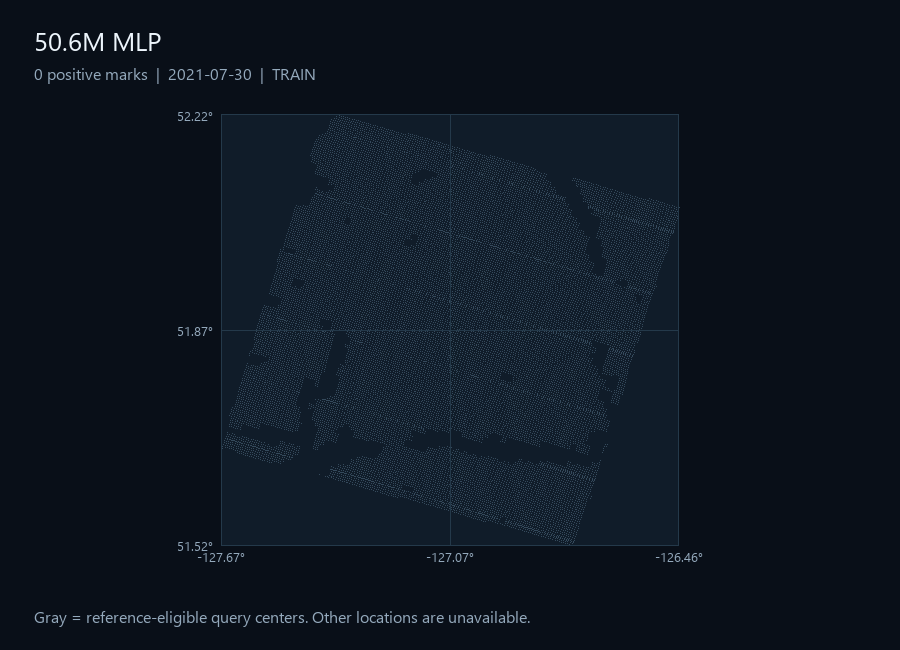 50.6M MLP
0 positive marks | 2021-07-30 | TRAIN
52.22°
51.87°
51.52°
-127.67°
-127.07°
-126.46°
Gray = reference-eligible query centers. Other locations are unavailable.